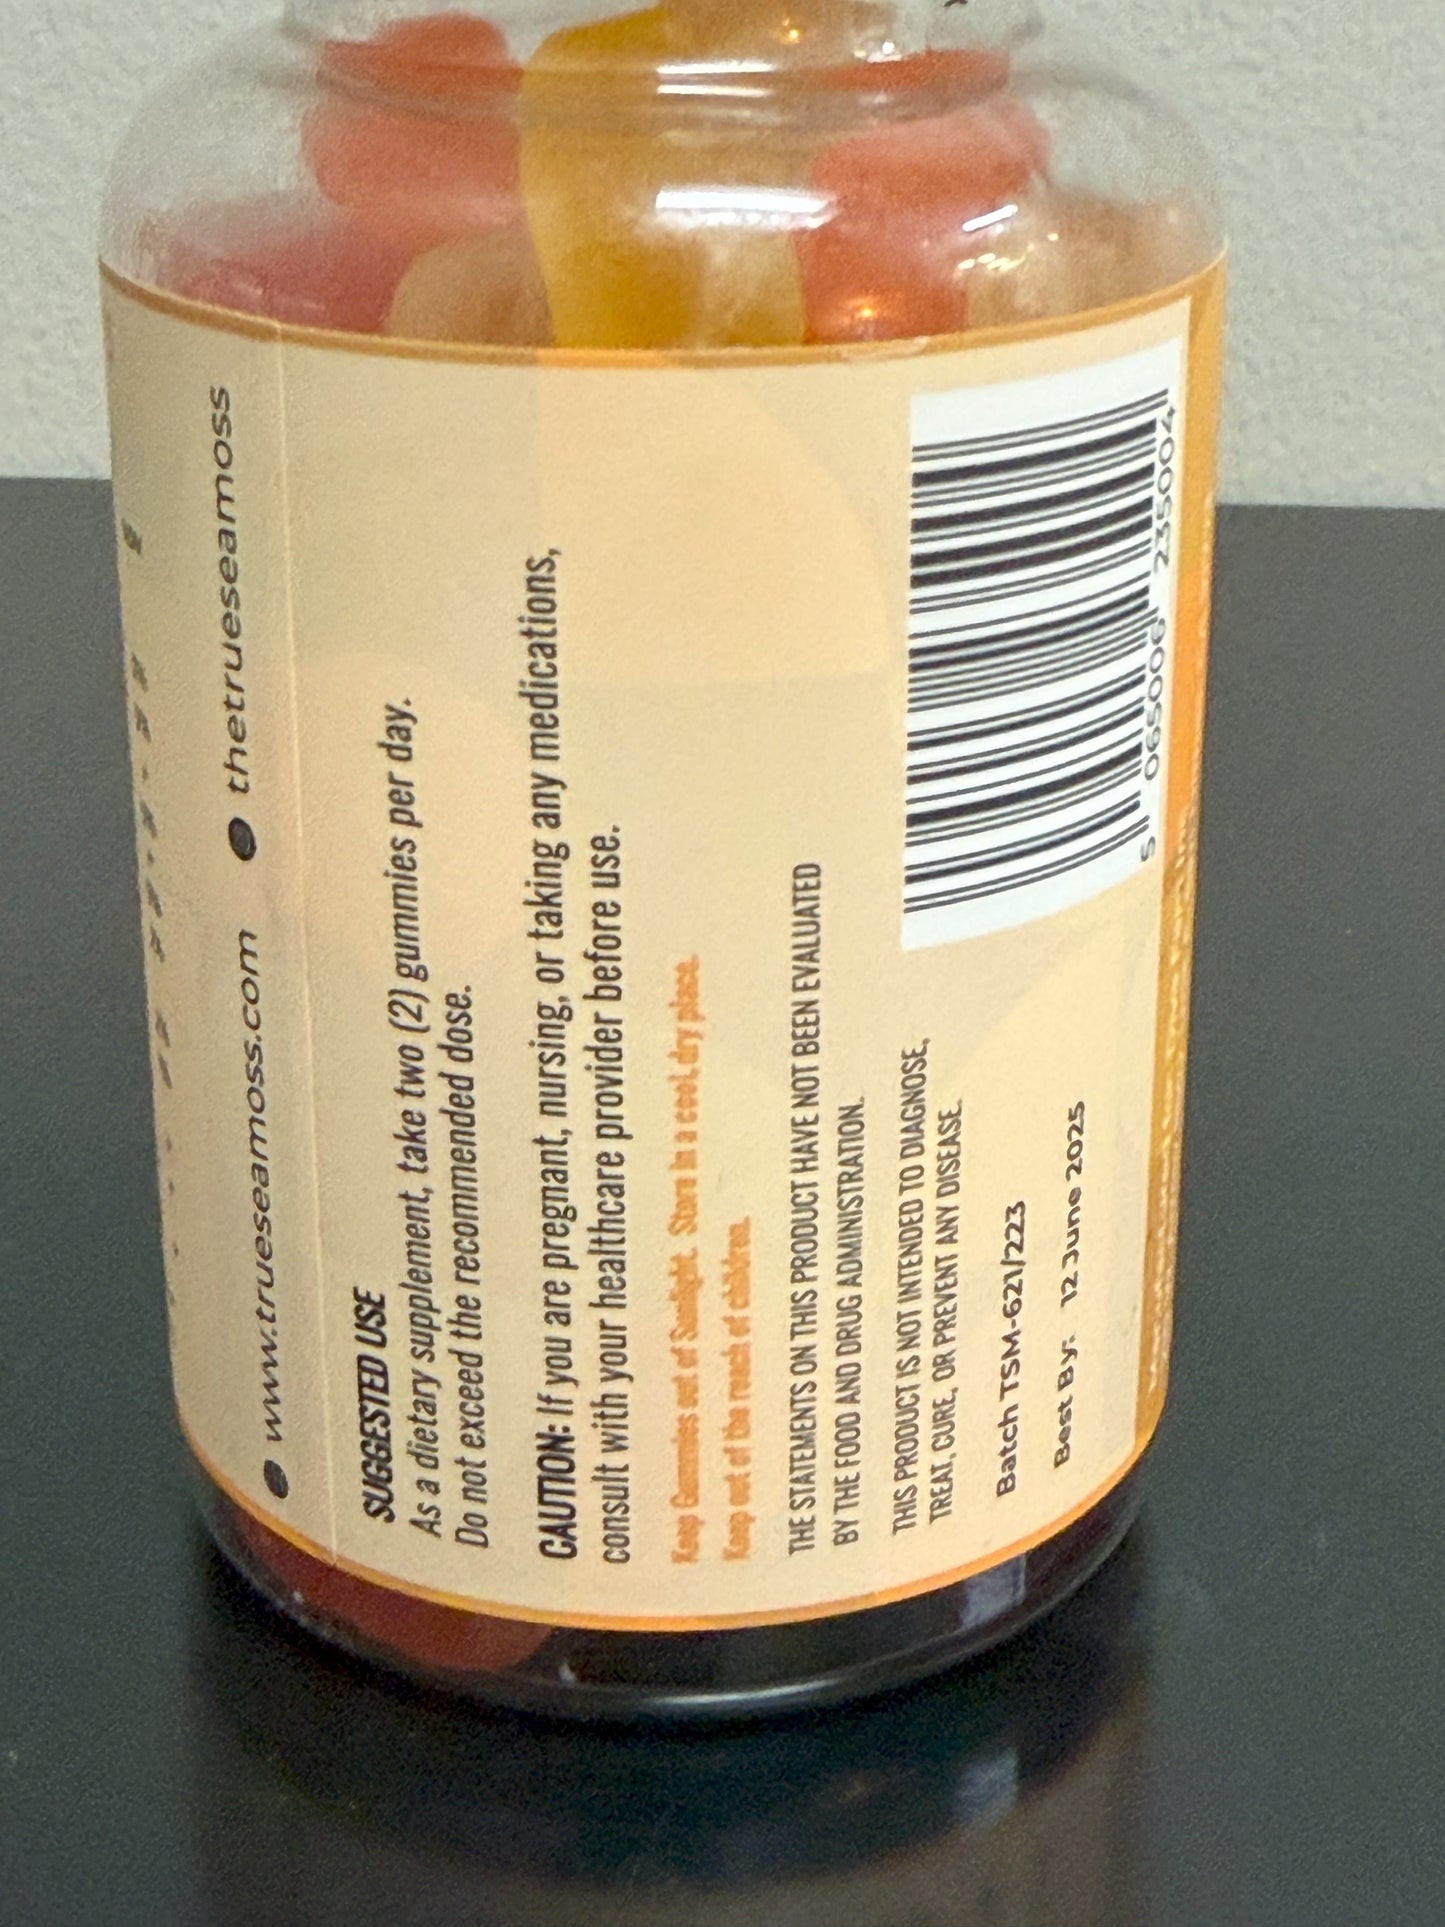 www.trueseamoss.com thetrueseamoss
SUGGESTED USE
As a dietary supplement, take two (2) gummies per day.
Do not exceed the recommended dose.
CAUTION: If you are pregnant, nursing, or taking any medications,
consult with your healthcare provider before use.
Keep Gummies out of Sunlight. Store in a cool, dry place.
Keep out of the reach of children.
THE STATEMENTS ON THIS PRODUCT HAVE NOT BEEN EVALUATED
BY THE FOOD AND DRUG ADMINISTRATION.
THIS PRODUCT IS NOT INTENDED TO DIAGNOSE,
TREAT, CURE, OR PREVENT ANY DISEASE.
Batch TSM-621/223
Best By: 12 June 2025
5 065006 235004